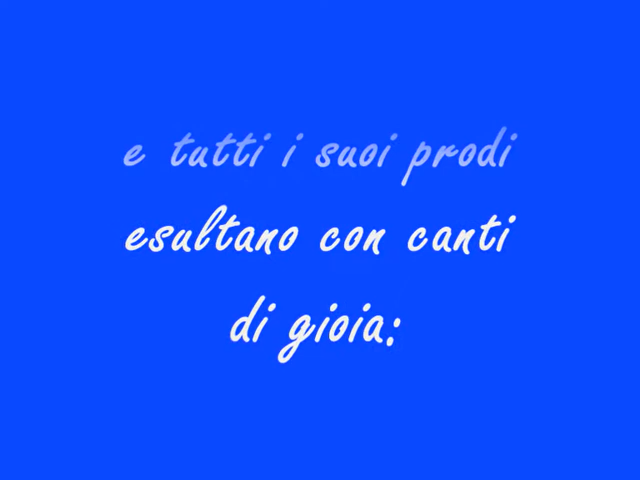 e tutti i suoi prodi
esultano con canti
di gioia: